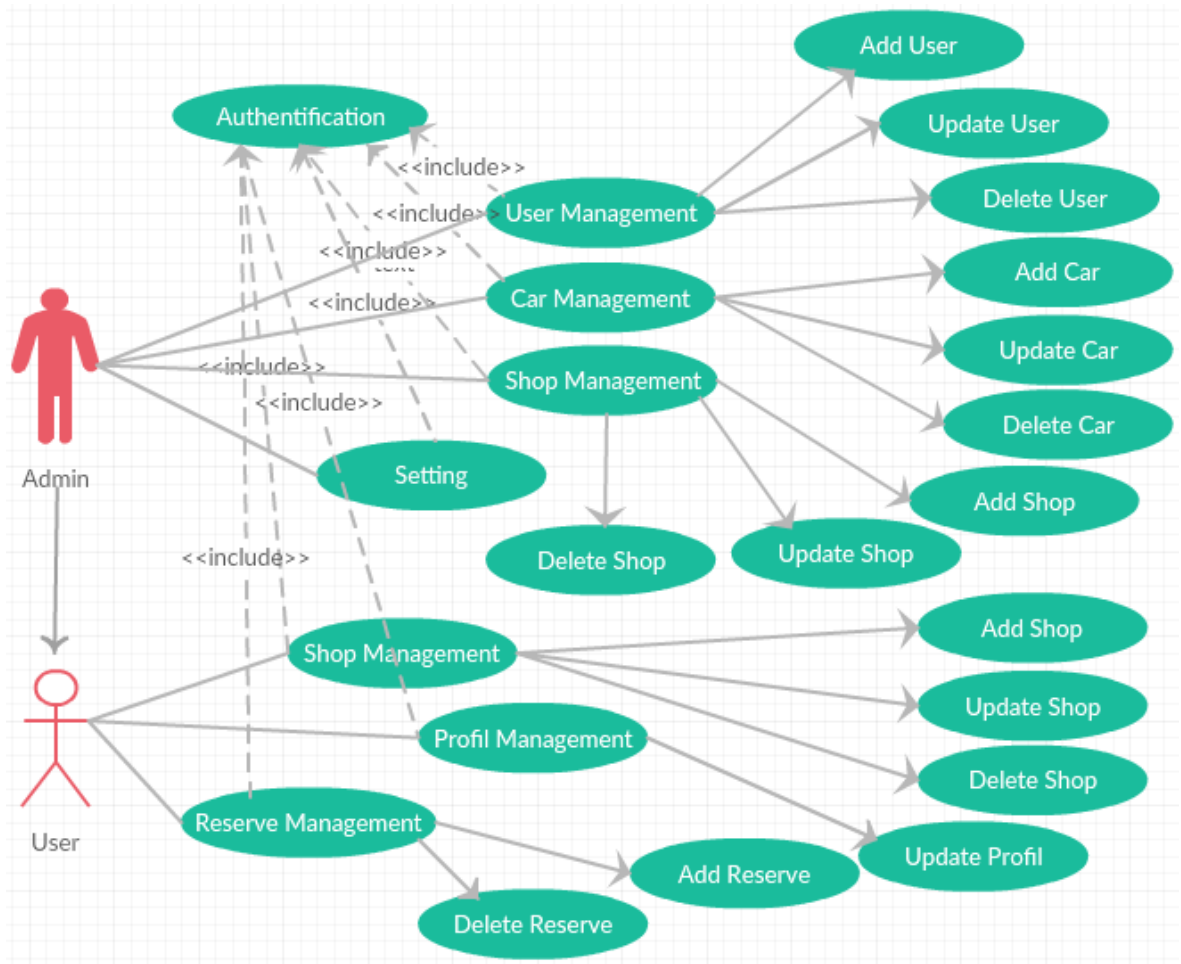 Add User
Authentification
Update User
<<include>>
Delete User
<<include>>
User Management
<<include>>
text
Add Car
Car Management
<<include>>
Update Car
<<include>>
Shop Management
<<include>>
Delete Car
Admin
Setting
Add Shop
<<include>>
Delete Shop
Update Shop
Add Shop
Shop Management
Update Shop
Profil Management
Delete Shop
Reserve Management
User
Update Profil
Add Reserve
Delete Reserve